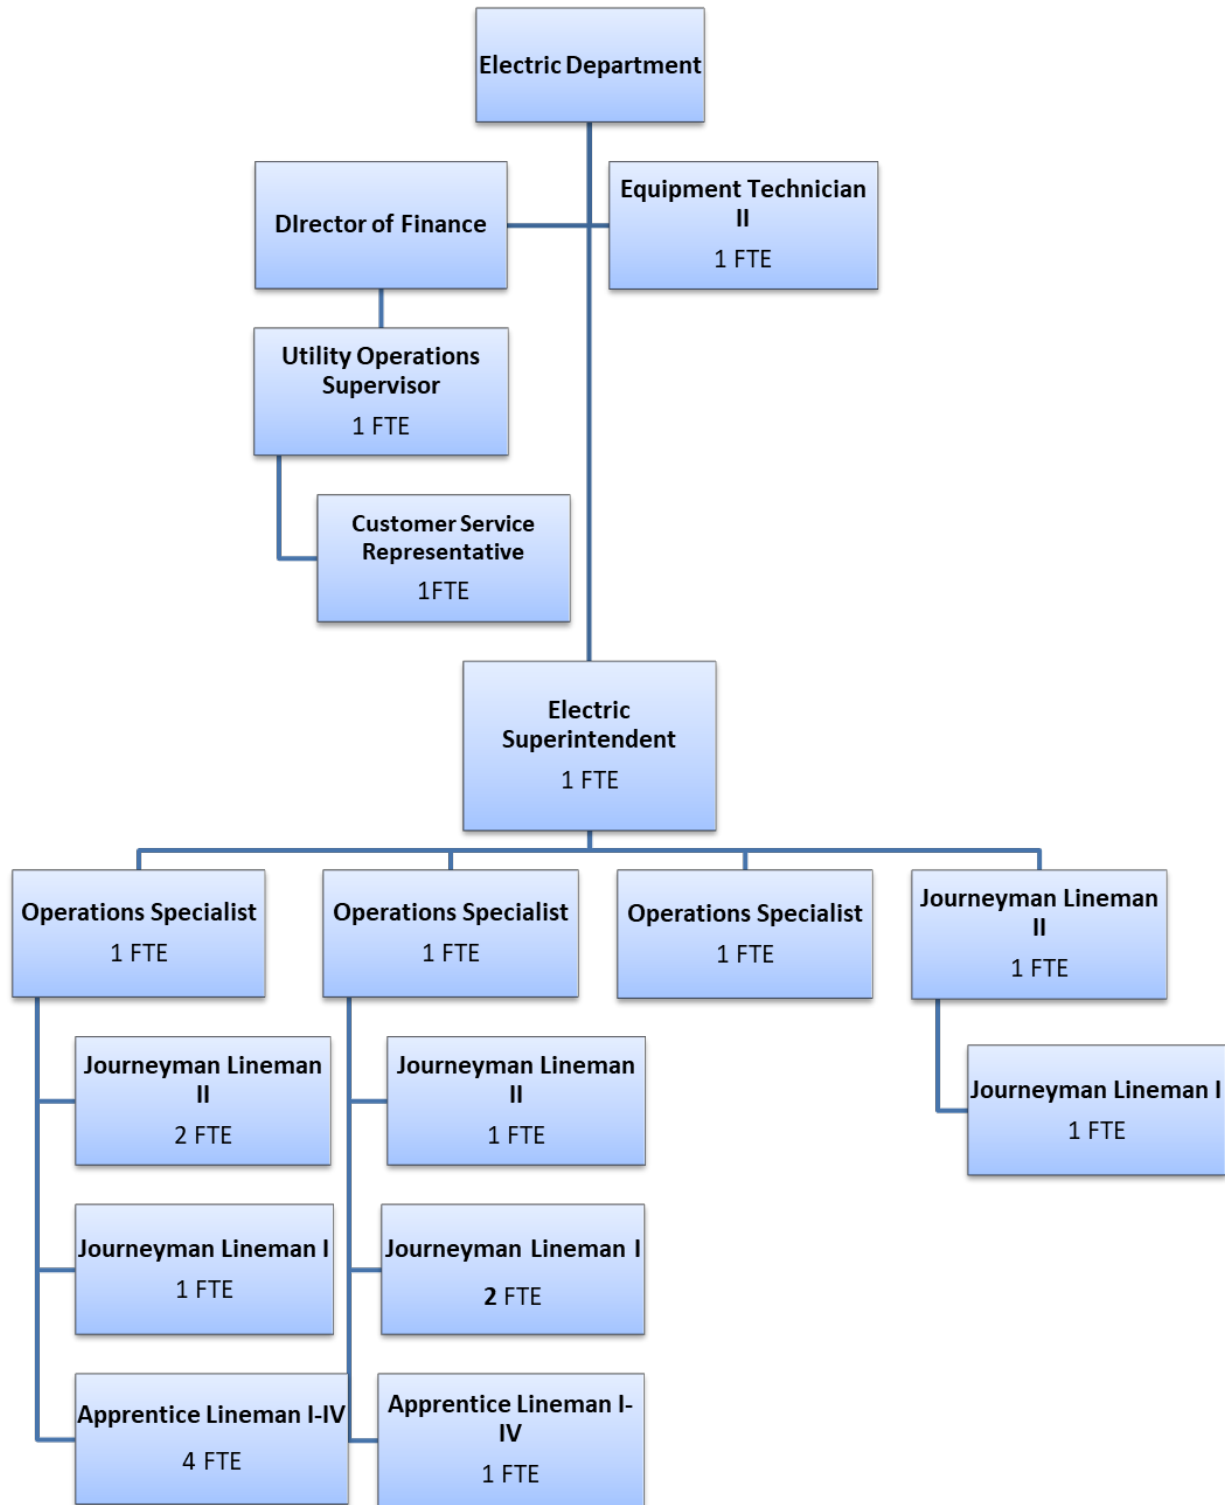 Electric Department
DIrector of Finance
Equipment Technician
II
1 FTE
Utility Operations
Supervisor
1 FTE
Customer Service
Representative
1FTE
Electric
Superintendent
1 FTE
Operations Specialist
1 FTE
Operations Specialist
1 FTE
Operations Specialist
1 FTE
Journeyman Lineman
II
1 FTE
Journeyman Lineman
II
2 FTE
Journeyman Lineman
II
1 FTE
Journeyman Lineman I
1 FTE
Journeyman Lineman I
1 FTE
Journeyman Lineman I
2 FTE
Apprentice Lineman I-IV
4 FTE
Apprentice Lineman I-
IV
1 FTE